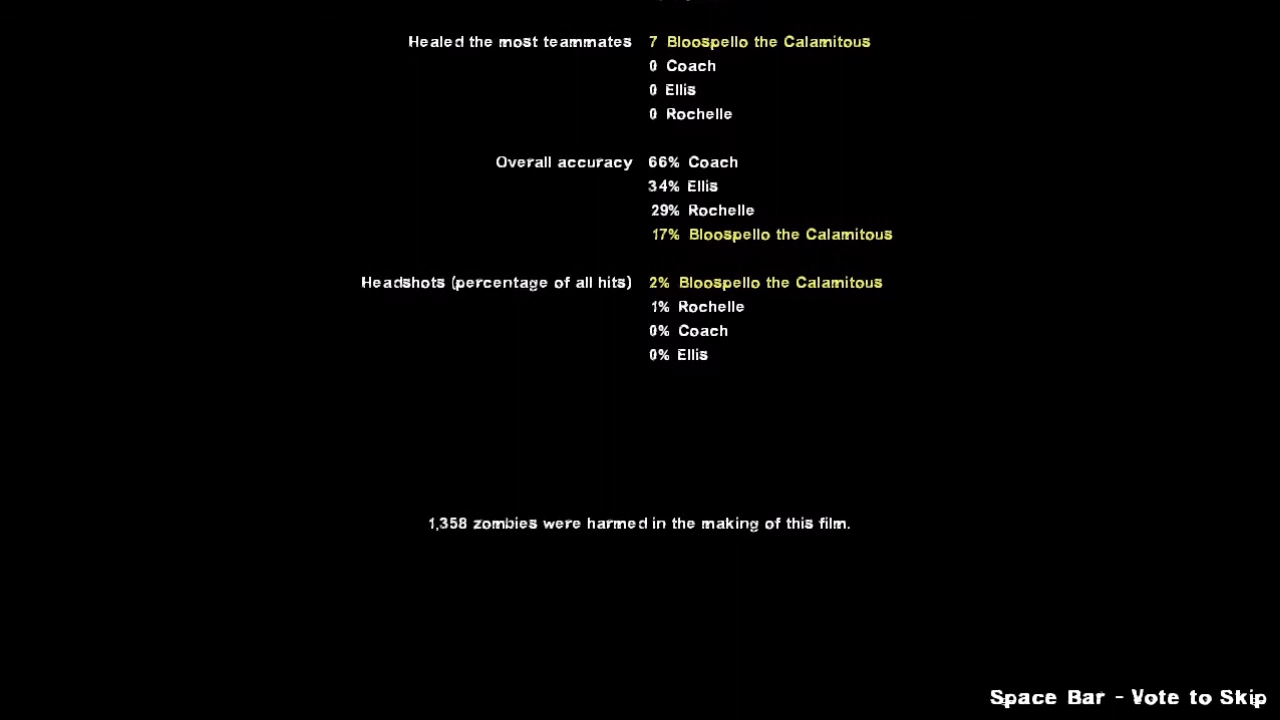 Healed the most teammates 7 Bloospello the Calamitous
0 Coach
0 Ellis
0 Rochelle
Overall accuracy 66% Coach
34% Ellis
29% Rochelle
17% Bloospello the Calamitous
Headshots (percentage of all hits) 2% Bloospello the Calamitous
1% Rochelle
0% Coach
0% Ellis
1,358 zombies were harmed in the making of this film.
Space Bar - Vote to Skip